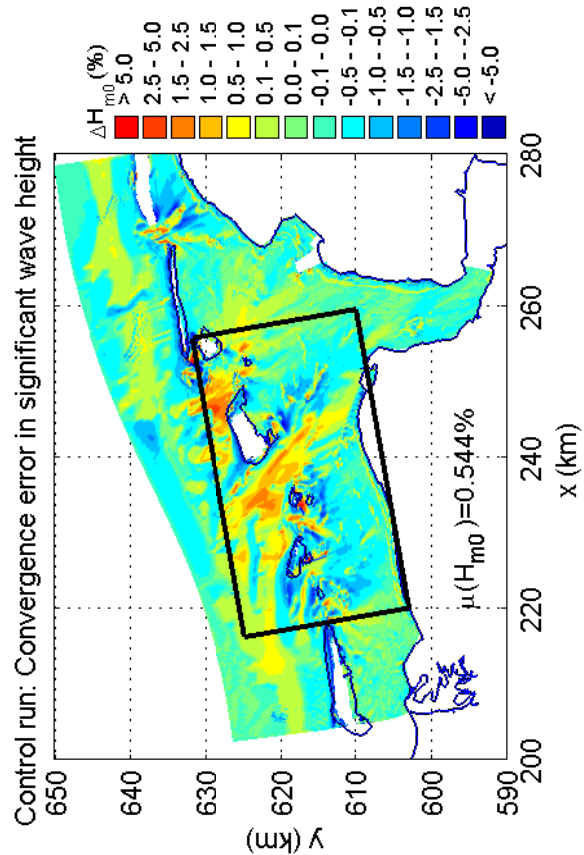 Control run: Convergence error in significant wave height
ΔH m0 (%)
> 5.0
2.5 - 5.0
1.5 - 2.5
1.0 - 1.5
0.5 - 1.0
0.1 - 0.5
0.0 - 0.1
-0.1 - 0.0
-0.5 - -0.1
-1.0 - -0.5
-1.5 - -1.0
-2.5 - -1.5
-5.0 - -2.5
< -5.0
650
640
630
620
610
600
590
y (km)
μ(H m0)=0.544%
200
220
240
260
280
x (km)